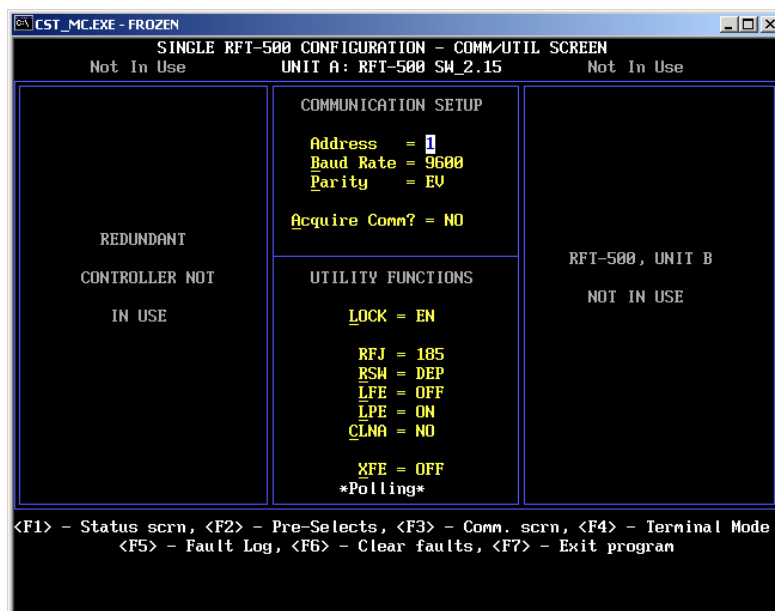 CST_MC.EXE - FROZEN
SINGLE RFT-500 CONFIGURATION - COMM/UTIL SCREEN
Not In Use UNIT A: RFT-500 SW_2.15 Not In Use
COMMUNICATION SETUP
Address = 1
Baud Rate = 9600
Parity = EV
Acquire Comm? = NO
REDUNDANT
CONTROLLER NOT
IN USE
UTILITY FUNCTIONS
LOCK = EN
RFJ = 185
RSW = DEP
LFE = OFF
LPE = ON
CLNA = NO
XFE = OFF
*Polling*
RFT-500, UNIT B
NOT IN USE
<F1> - Status scrn, <F2> - Pre-Selects, <F3> - Comm. scrn, <F4> - Terminal Mode
<F5> - Fault Log, <F6> - Clear faults, <F7> - Exit program